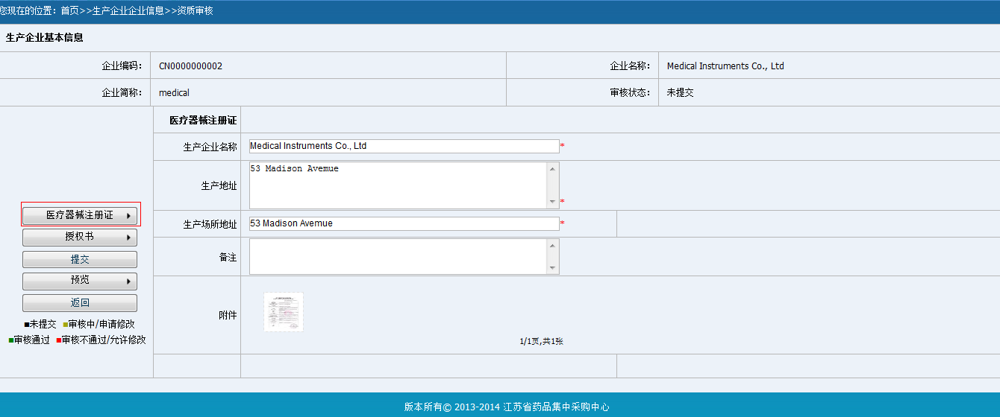 您现在的位置：首页>>生产企业企业信息>>资质审核
生产企业基本信息
企业编码： CN0000000002 企业名称： Medical Instruments Co., Ltd
企业简称： medical 审核状态： 未提交
医疗器械注册证
生产企业名称 Medical Instruments Co., Ltd *
生产地址 53 Madison Avemue *
生产场所地址 53 Madison Avemue *
备注
附件
1/1页,共1张
医疗器械注册证
授权书
提交
预览
返回
■未提交 ■审核中/申请修改
■审核通过 ■审核不通过/允许修改
版本所有© 2013-2014 江苏省药品集中采购中心